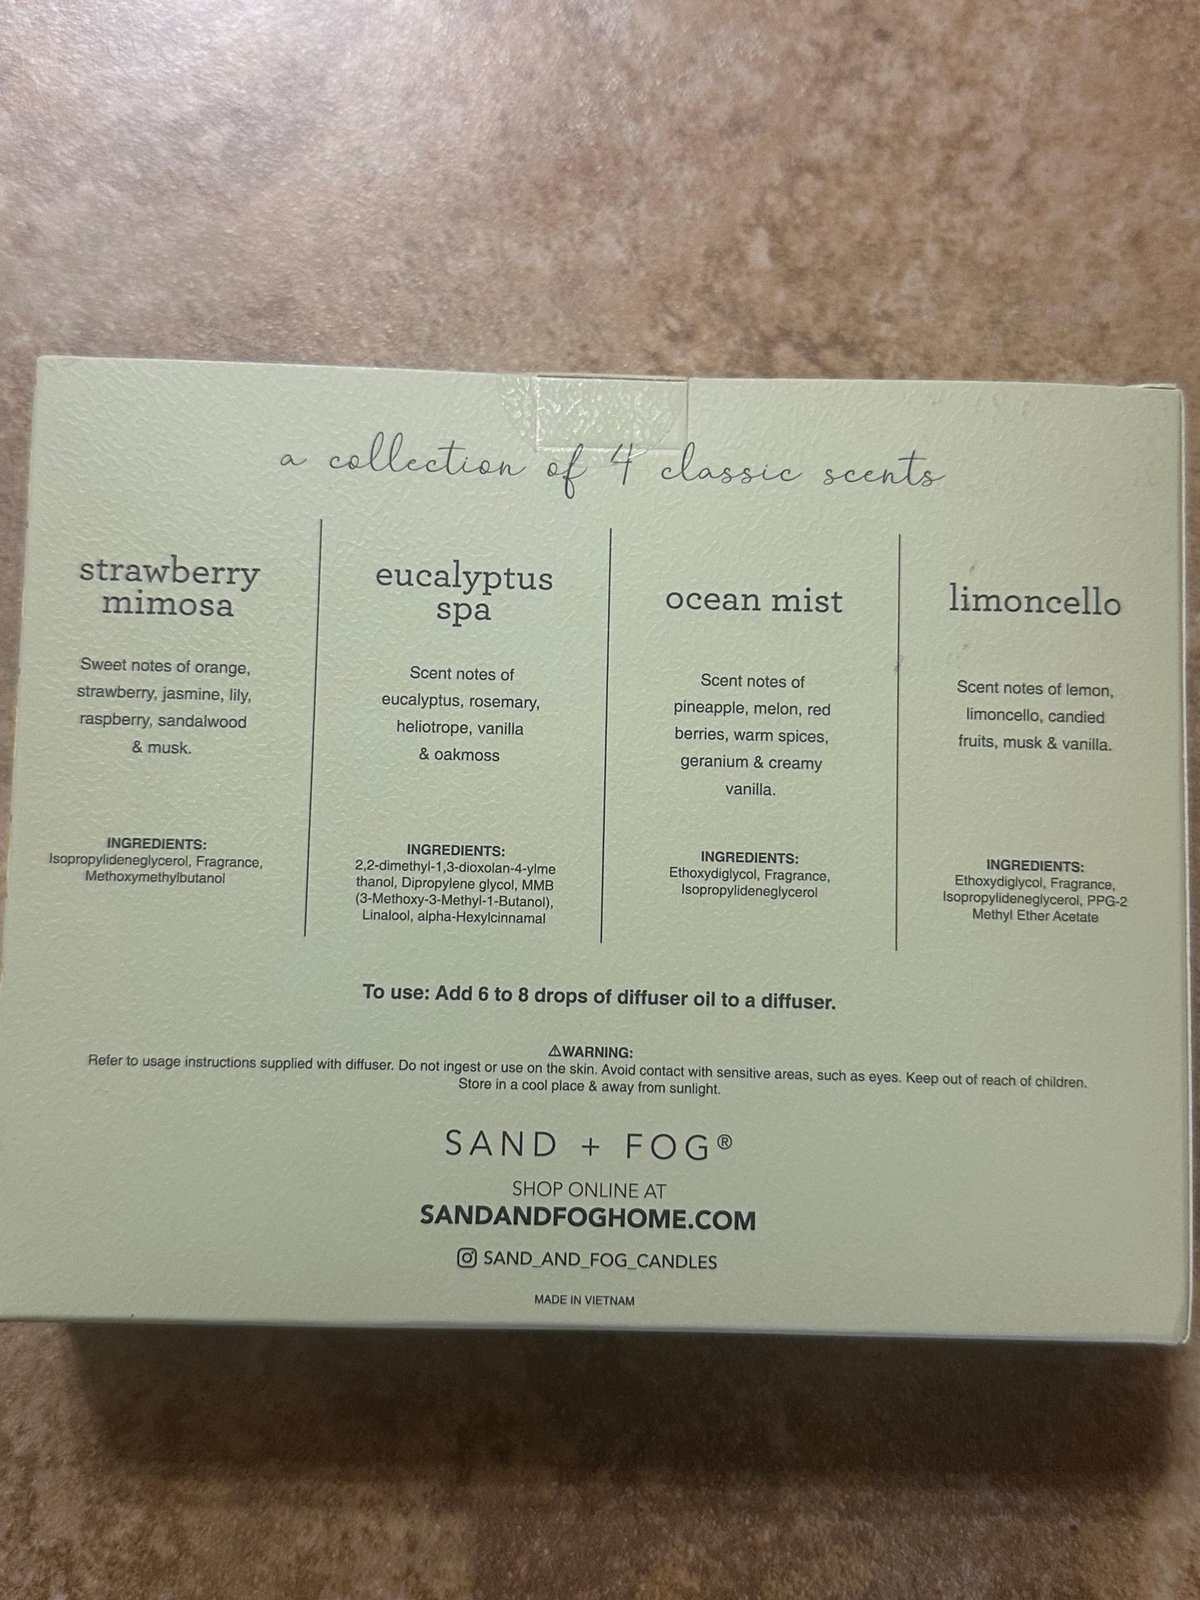 a collection of 4 classic scents
strawberry
mimosa
Sweet notes of orange,
strawberry, jasmine, lily,
raspberry, sandalwood
& musk.
INGREDIENTS:
Isopropylideneglycerol, Fragrance,
Methoxymethylbutanol
eucalyptus
spa
Scent notes of
eucalyptus, rosemary,
heliotrope, vanilla
& oakmoss
INGREDIENTS:
2,2-dimethyl-1,3-dioxolan-4-ylme
thanol, Dipropylene glycol, MMB
(3-Methoxy-3-Methyl-1-Butanol),
Linalool, alpha-Hexylcinnamal
ocean mist
Scent notes of
pineapple, melon, red
berries, warm spices,
geranium & creamy
vanilla.
INGREDIENTS:
Ethoxydiglycol, Fragrance,
Isopropylideneglycerol
limoncello
Scent notes of lemon,
limoncello, candied
fruits, musk & vanilla.
INGREDIENTS:
Ethoxydiglycol, Fragrance,
Isopropylideneglycerol, PPG-2
Methyl Ether Acetate
To use: Add 6 to 8 drops of diffuser oil to a diffuser.
⚠WARNING:
Refer to usage instructions supplied with diffuser. Do not ingest or use on the skin. Avoid contact with sensitive areas, such as eyes. Keep out of reach of children.
Store in a cool place & away from sunlight.
SAND + FOG®
SHOP ONLINE AT
SANDANDFOGHOME.COM
SAND_AND_FOG_CANDLES
MADE IN VIETNAM